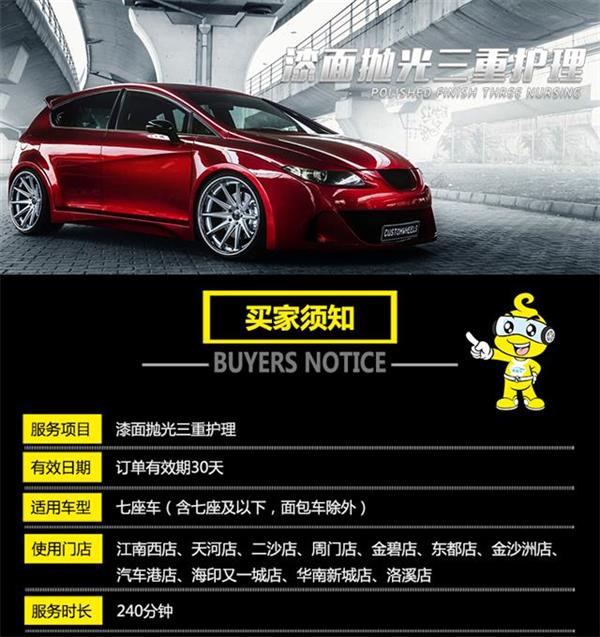 漆面抛光三重护理
POLISHED FINISH THREE NURSING
CUSTOMWHEELS
买家须知
BUYERS NOTICE
服务项目 漆面抛光三重护理
有效日期 订单有效期30天
适用车型 七座车（含七座及以下，面包车除外）
使用门店 江南西店、天河店、二沙店、周门店、金碧店、东都店、金沙洲店、
汽车港店、海印又一城店、华南新城店、洛溪店
服务时长 240分钟